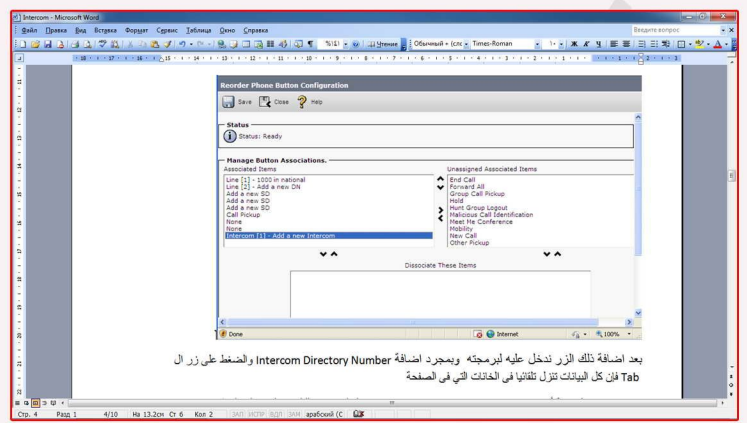 Intercom - Microsoft Word
Файл Правка Вид Вставка Формат Сервис Таблица Окно Справка
Введите вопрос
Чтение
Обычный + (слс
Times-Roman
Ж К Ч
Reorder Phone Button Configuration
Save Close Help
Status
Status: Ready
Manage Button Associations.
Associated Items
Unassigned Associated Items
Line [1] - 1000 in national
Line [2] - Add a new DN
Add a new SD
Add a new SD
Add a new SD
Call Pickup
None
None
Intercom [1] - Add a new Intercom
End Call
Forward All
Group Call Pickup
Hold
Hunt Group Logout
Malicious Call Identification
Meet Me Conference
Mobility
New Call
Other Pickup
Dissociate These Items
Done
Internet
100%
بعد اضافة ذلك الزر ندخل عليه لبرمجته وبمجرد اضافة Intercom Directory Number والضغط على زر ال
Tab فإن كل البيانات تنزل تلقائيا فى الخانات التي فى الصفحة
Стр. 4 Разд 1 4/10 На 13.2см Ст 6 Кол 2 ЗАП ИСПР ВДЛ ЗАМ арабский (С